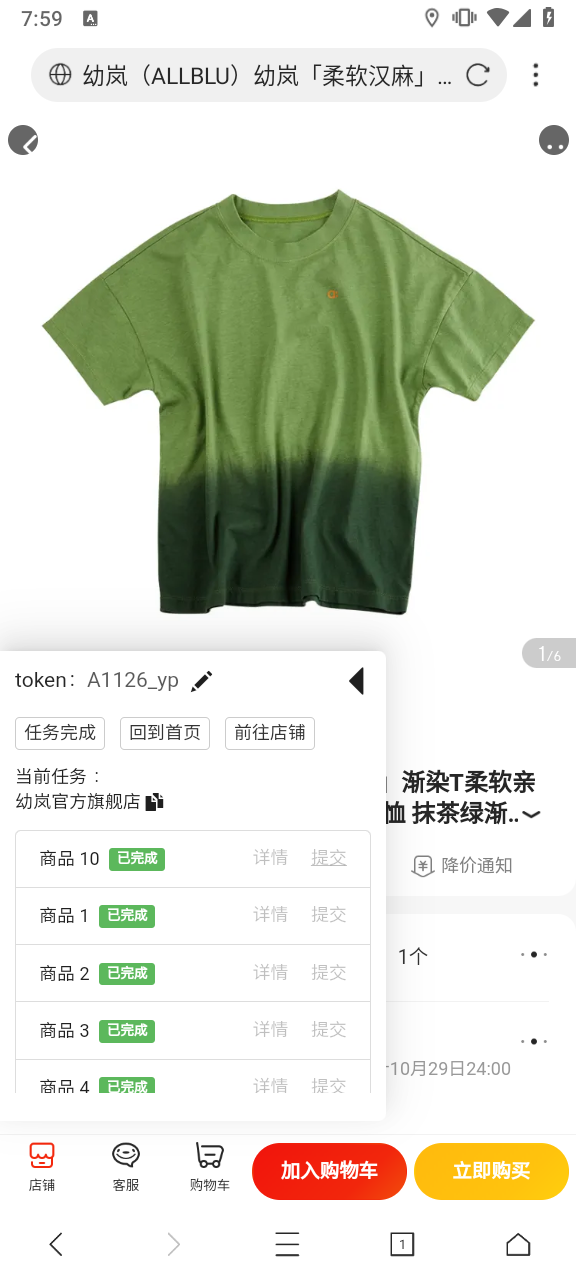 7:59
A
幼岚（ALLBLU）幼岚「柔软汉麻」...
1/6
token： A1126_yp
任务完成 回到首页 前往店铺
当前任务：
幼岚官方旗舰店
渐染T柔软亲
恤 抹茶绿渐..
降价通知
商品 10 已完成 详情 提交
商品 1 已完成 详情 提交
商品 2 已完成 详情 提交
商品 3 已完成 详情 提交
商品 4 已完成 详情 提交
1个
10月29日24:00
店铺 客服 购物车 加入购物车 立即购买
1